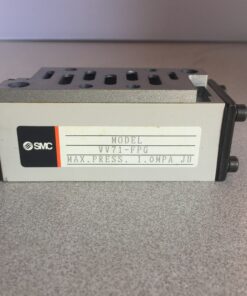 SMC
MODEL
VV71-FPG
MAX.PRESS. 1.0MPA JU